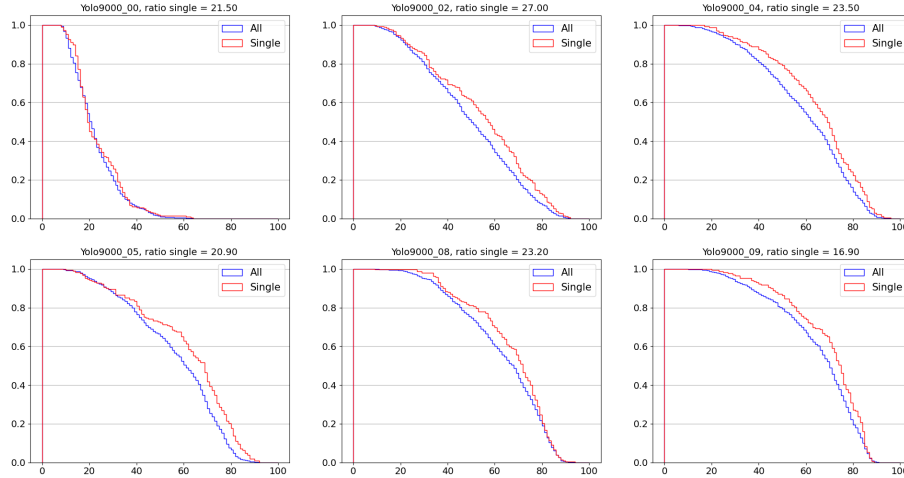 Yolo9000_00, ratio single = 21.50
1.0
0.8
0.6
0.4
0.2
0.0
0 20 40 60 80 100
All
Single
Yolo9000_02, ratio single = 27.00
1.0
0.8
0.6
0.4
0.2
0.0
0 20 40 60 80 100
All
Single
Yolo9000_04, ratio single = 23.50
1.0
0.8
0.6
0.4
0.2
0.0
0 20 40 60 80 100
All
Single
Yolo9000_05, ratio single = 20.90
1.0
0.8
0.6
0.4
0.2
0.0
0 20 40 60 80 100
All
Single
Yolo9000_08, ratio single = 23.20
1.0
0.8
0.6
0.4
0.2
0.0
0 20 40 60 80 100
All
Single
Yolo9000_09, ratio single = 16.90
1.0
0.8
0.6
0.4
0.2
0.0
0 20 40 60 80 100
All
Single